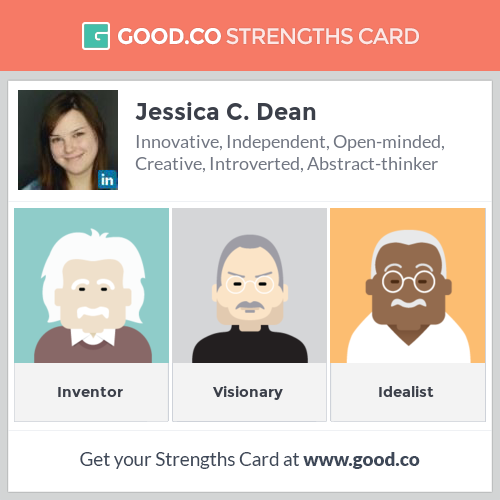 GOOD.CO STRENGTHS CARD
Jessica C. Dean
Innovative, Independent, Open-minded,
Creative, Introverted, Abstract-thinker
in
Inventor
Visionary
Idealist
Get your Strengths Card at www.good.co